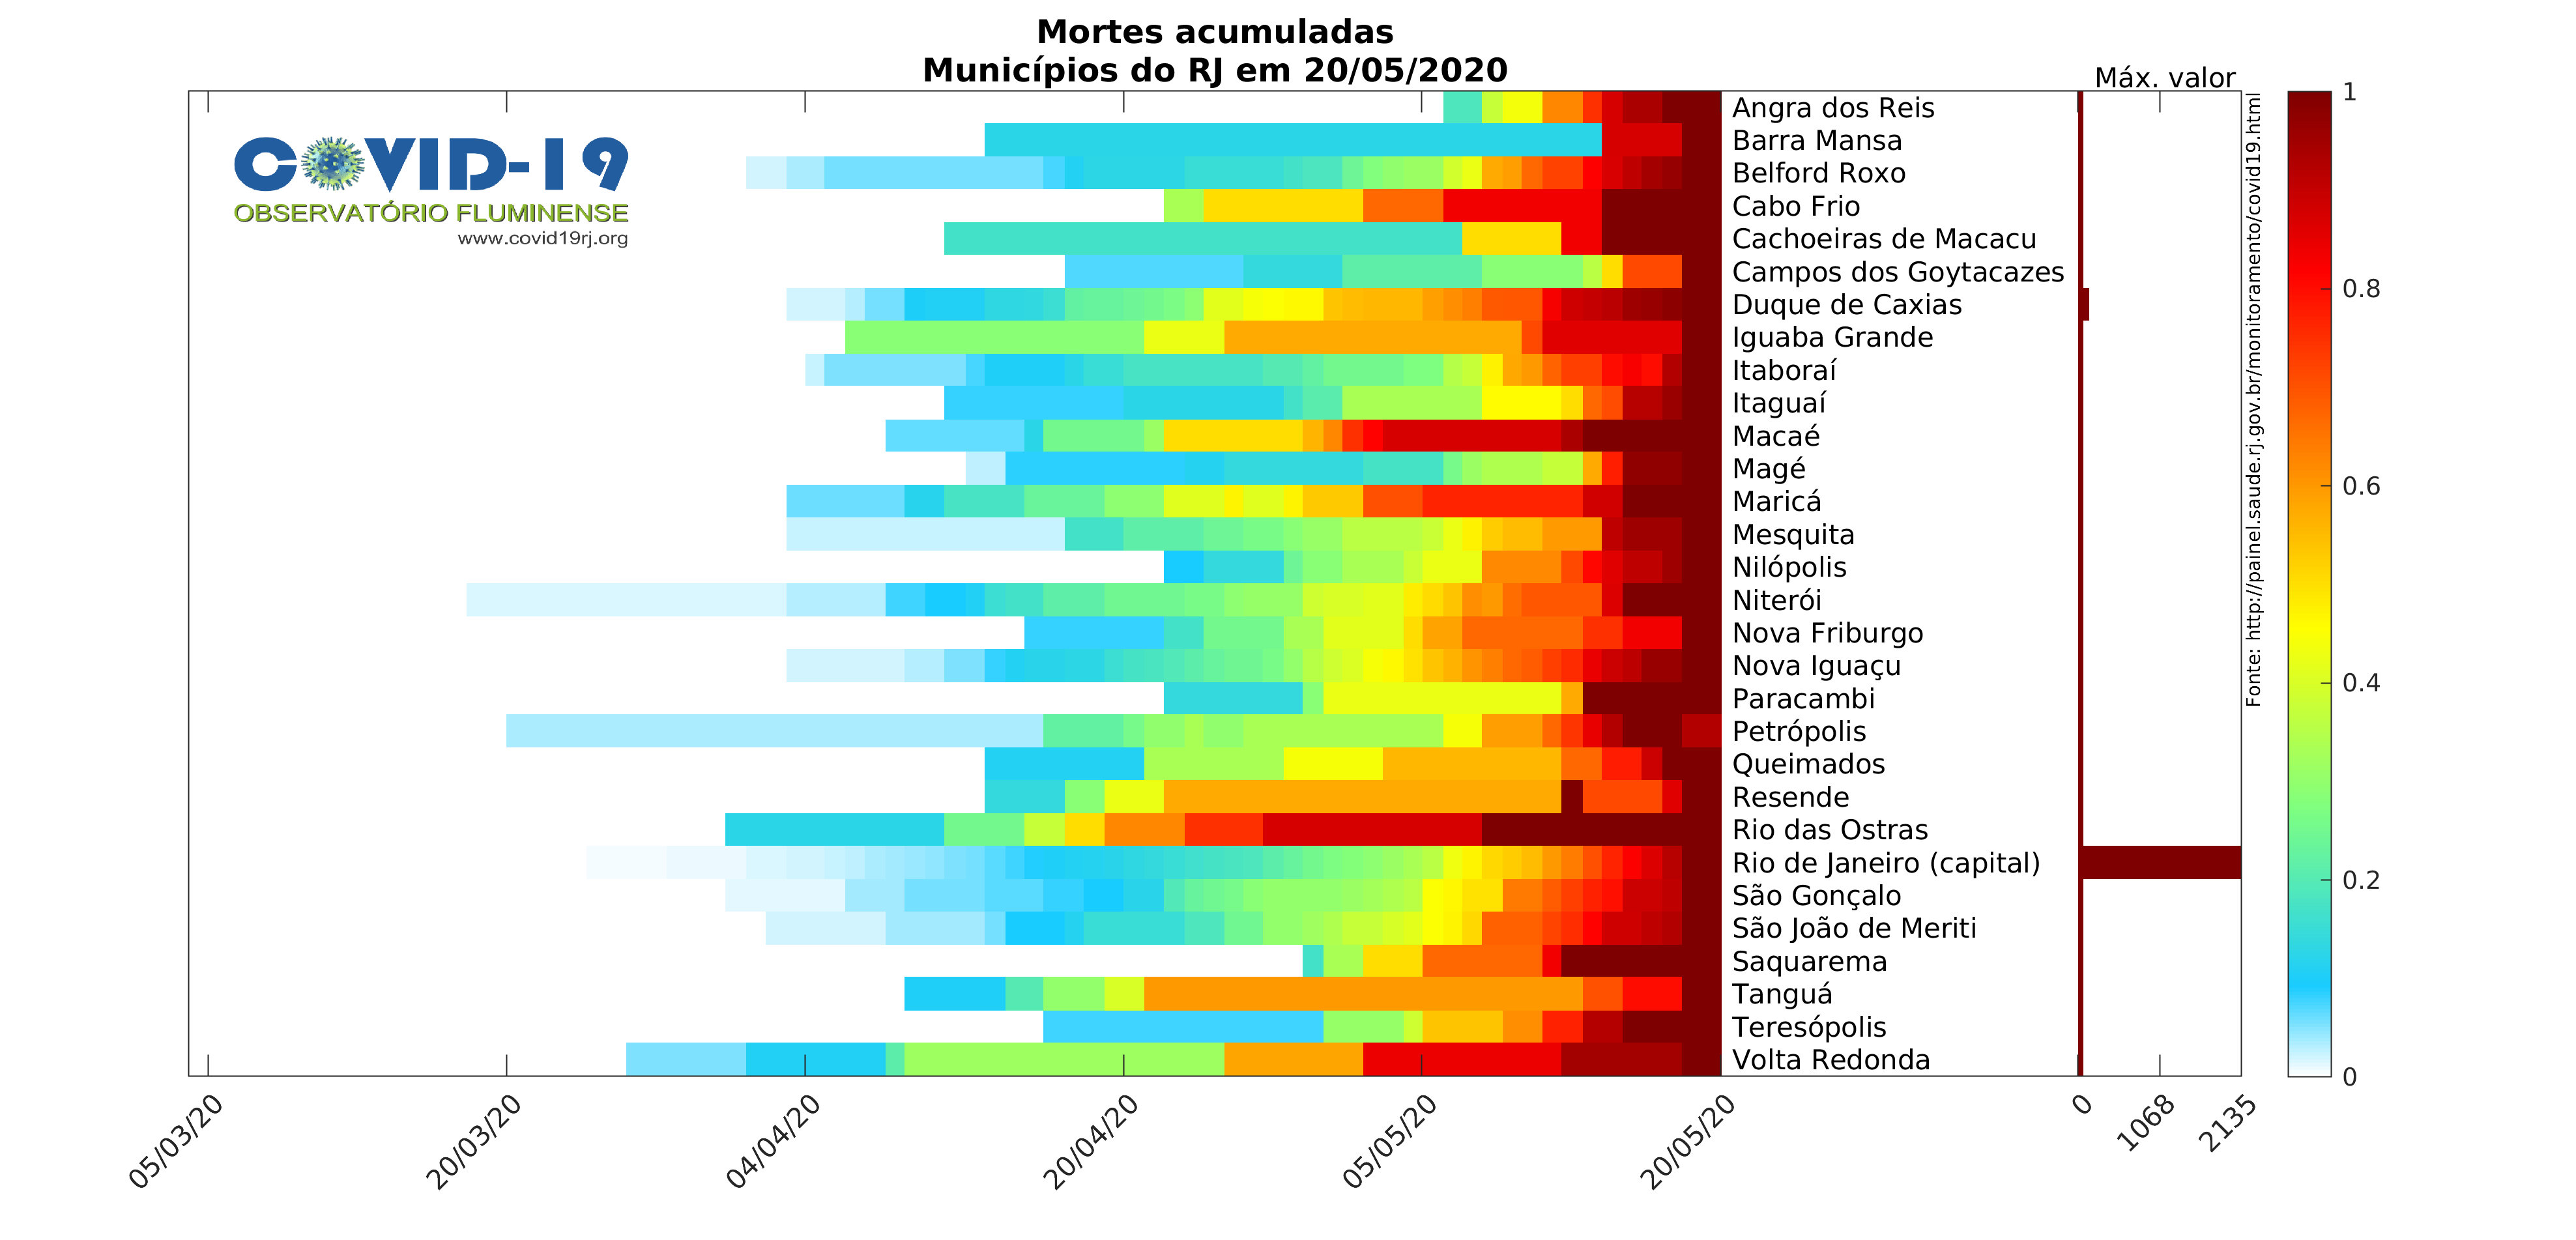 Mortes acumuladas
Municípios do RJ em 20/05/2020
Máx. valor
COVID-19
OBSERVATÓRIO FLUMINENSE
www.covid19rj.org
Angra dos Reis
Barra Mansa
Belford Roxo
Cabo Frio
Cachoeiras de Macacu
Campos dos Goytacazes
Duque de Caxias
Iguaba Grande
Itaboraí
Itaguaí
Macaé
Magé
Maricá
Mesquita
Nilópolis
Niterói
Nova Friburgo
Nova Iguaçu
Paracambi
Petrópolis
Queimados
Resende
Rio das Ostras
Rio de Janeiro (capital)
São Gonçalo
São João de Meriti
Saquarema
Tanguá
Teresópolis
Volta Redonda
05/03/20
20/03/20
04/04/20
20/04/20
05/05/20
20/05/20
0
1068
2135
Fonte: http://painel.saude.rj.gov.br/monitoramento/covid19.html
1
0.8
0.6
0.4
0.2
0